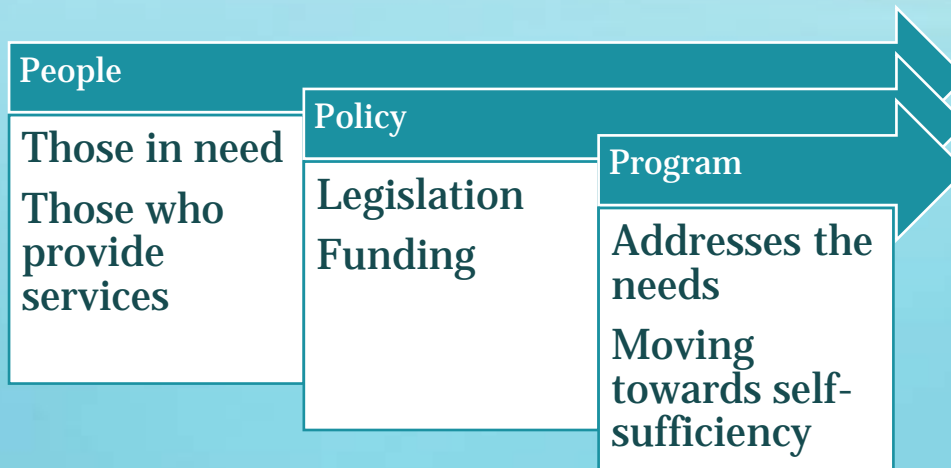 People
Those in need
Those who
provide
services
Policy
Legislation
Funding
Program
Addresses the
needs
Moving
towards self-
sufficiency